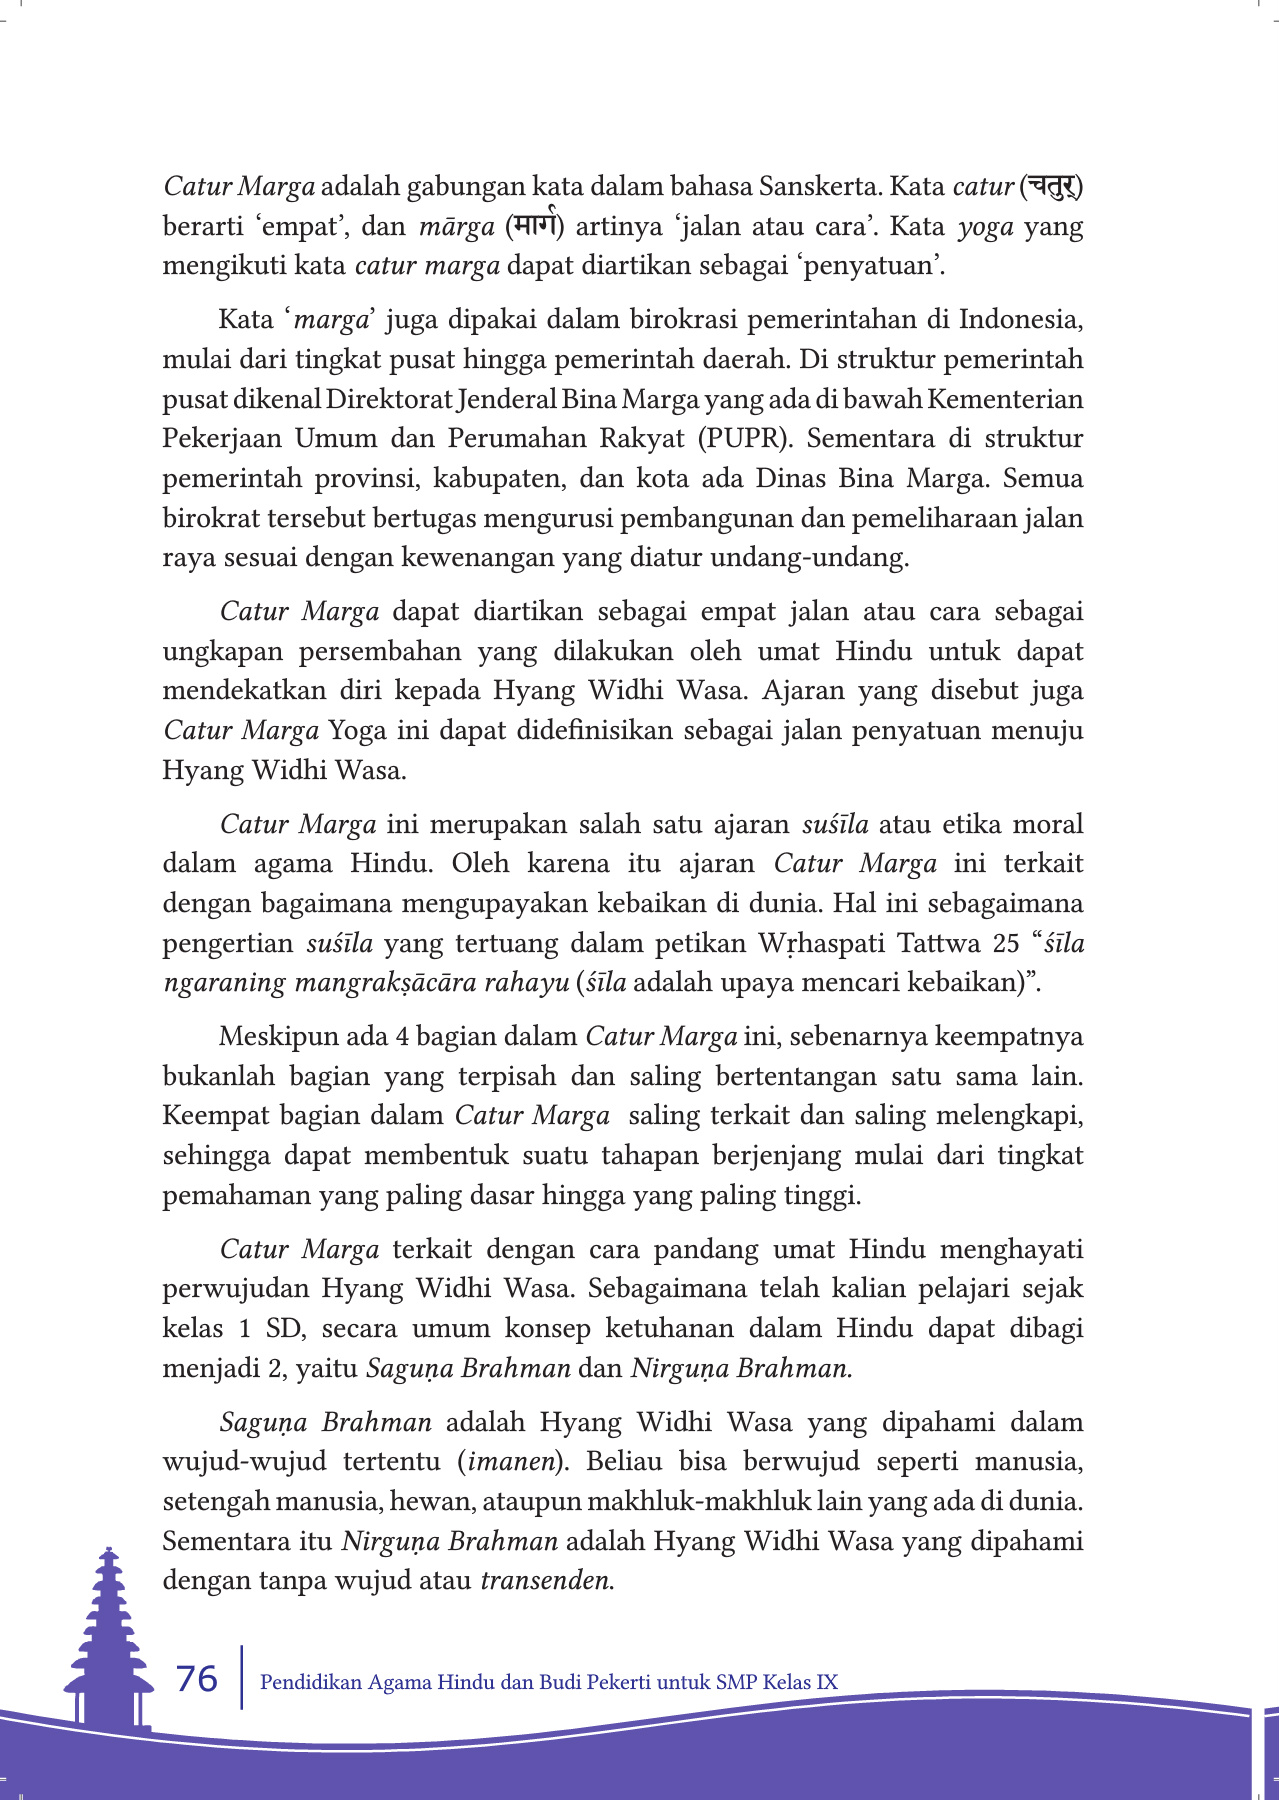 Catur Marga adalah gabungan kata dalam bahasa Sanskerta. Kata catur (चतुर्)
berarti ‘empat’, dan mārga (मार्ग) artinya ‘jalan atau cara’. Kata yoga yang
mengikuti kata catur marga dapat diartikan sebagai ‘penyatuan’.
Kata ‘marga’ juga dipakai dalam birokrasi pemerintahan di Indonesia,
mulai dari tingkat pusat hingga pemerintah daerah. Di struktur pemerintah
pusat dikenal Direktorat Jenderal Bina Marga yang ada di bawah Kementerian
Pekerjaan Umum dan Perumahan Rakyat (PUPR). Sementara di struktur
pemerintah provinsi, kabupaten, dan kota ada Dinas Bina Marga. Semua
birokrat tersebut bertugas mengurusi pembangunan dan pemeliharaan jalan
raya sesuai dengan kewenangan yang diatur undang-undang.
Catur Marga dapat diartikan sebagai empat jalan atau cara sebagai
ungkapan persembahan yang dilakukan oleh umat Hindu untuk dapat
mendekatkan diri kepada Hyang Widhi Wasa. Ajaran yang disebut juga
Catur Marga Yoga ini dapat didefinisikan sebagai jalan penyatuan menuju
Hyang Widhi Wasa.
Catur Marga ini merupakan salah satu ajaran suśīla atau etika moral
dalam agama Hindu. Oleh karena itu ajaran Catur Marga ini terkait
dengan bagaimana mengupayakan kebaikan di dunia. Hal ini sebagaimana
pengertian suśīla yang tertuang dalam petikan Wṛhaspati Tattwa 25 “śīla
ngaraning mangrakṣācāra rahayu (śīla adalah upaya mencari kebaikan)”.
Meskipun ada 4 bagian dalam Catur Marga ini, sebenarnya keempatnya
bukanlah bagian yang terpisah dan saling bertentangan satu sama lain.
Keempat bagian dalam Catur Marga saling terkait dan saling melengkapi,
sehingga dapat membentuk suatu tahapan berjenjang mulai dari tingkat
pemahaman yang paling dasar hingga yang paling tinggi.
Catur Marga terkait dengan cara pandang umat Hindu menghayati
perwujudan Hyang Widhi Wasa. Sebagaimana telah kalian pelajari sejak
kelas 1 SD, secara umum konsep ketuhanan dalam Hindu dapat dibagi
menjadi 2, yaitu Saguṇa Brahman dan Nirguṇa Brahman.
Saguṇa Brahman adalah Hyang Widhi Wasa yang dipahami dalam
wujud-wujud tertentu (imanen). Beliau bisa berwujud seperti manusia,
setengah manusia, hewan, ataupun makhluk-makhluk lain yang ada di dunia.
Sementara itu Nirguṇa Brahman adalah Hyang Widhi Wasa yang dipahami
dengan tanpa wujud atau transenden.
76
Pendidikan Agama Hindu dan Budi Pekerti untuk SMP Kelas IX